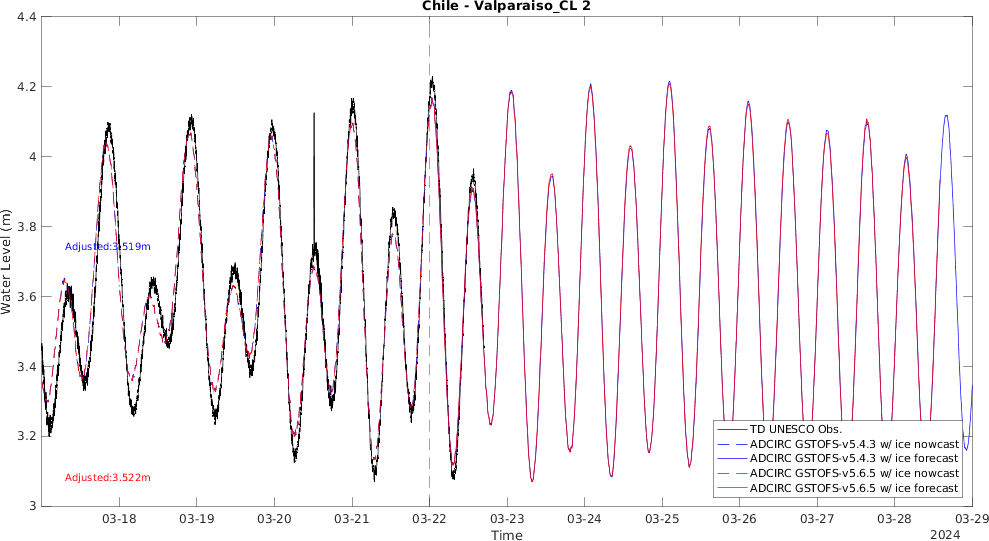 Chile - Valparaiso_CL 2
4.4
4.2
4
3.8
3.6
3.4
3.2
3
Water Level (m)
Adjusted:3.519m
Adjusted:3.522m
TD UNESCO Obs.
ADCIRC GSTOFS-v5.4.3 w/ ice nowcast
ADCIRC GSTOFS-v5.4.3 w/ ice forecast
ADCIRC GSTOFS-v5.6.5 w/ ice nowcast
ADCIRC GSTOFS-v5.6.5 w/ ice forecast
03-18 03-19 03-20 03-21 03-22 03-23 03-24 03-25 03-26 03-27 03-28 03-29
Time
2024